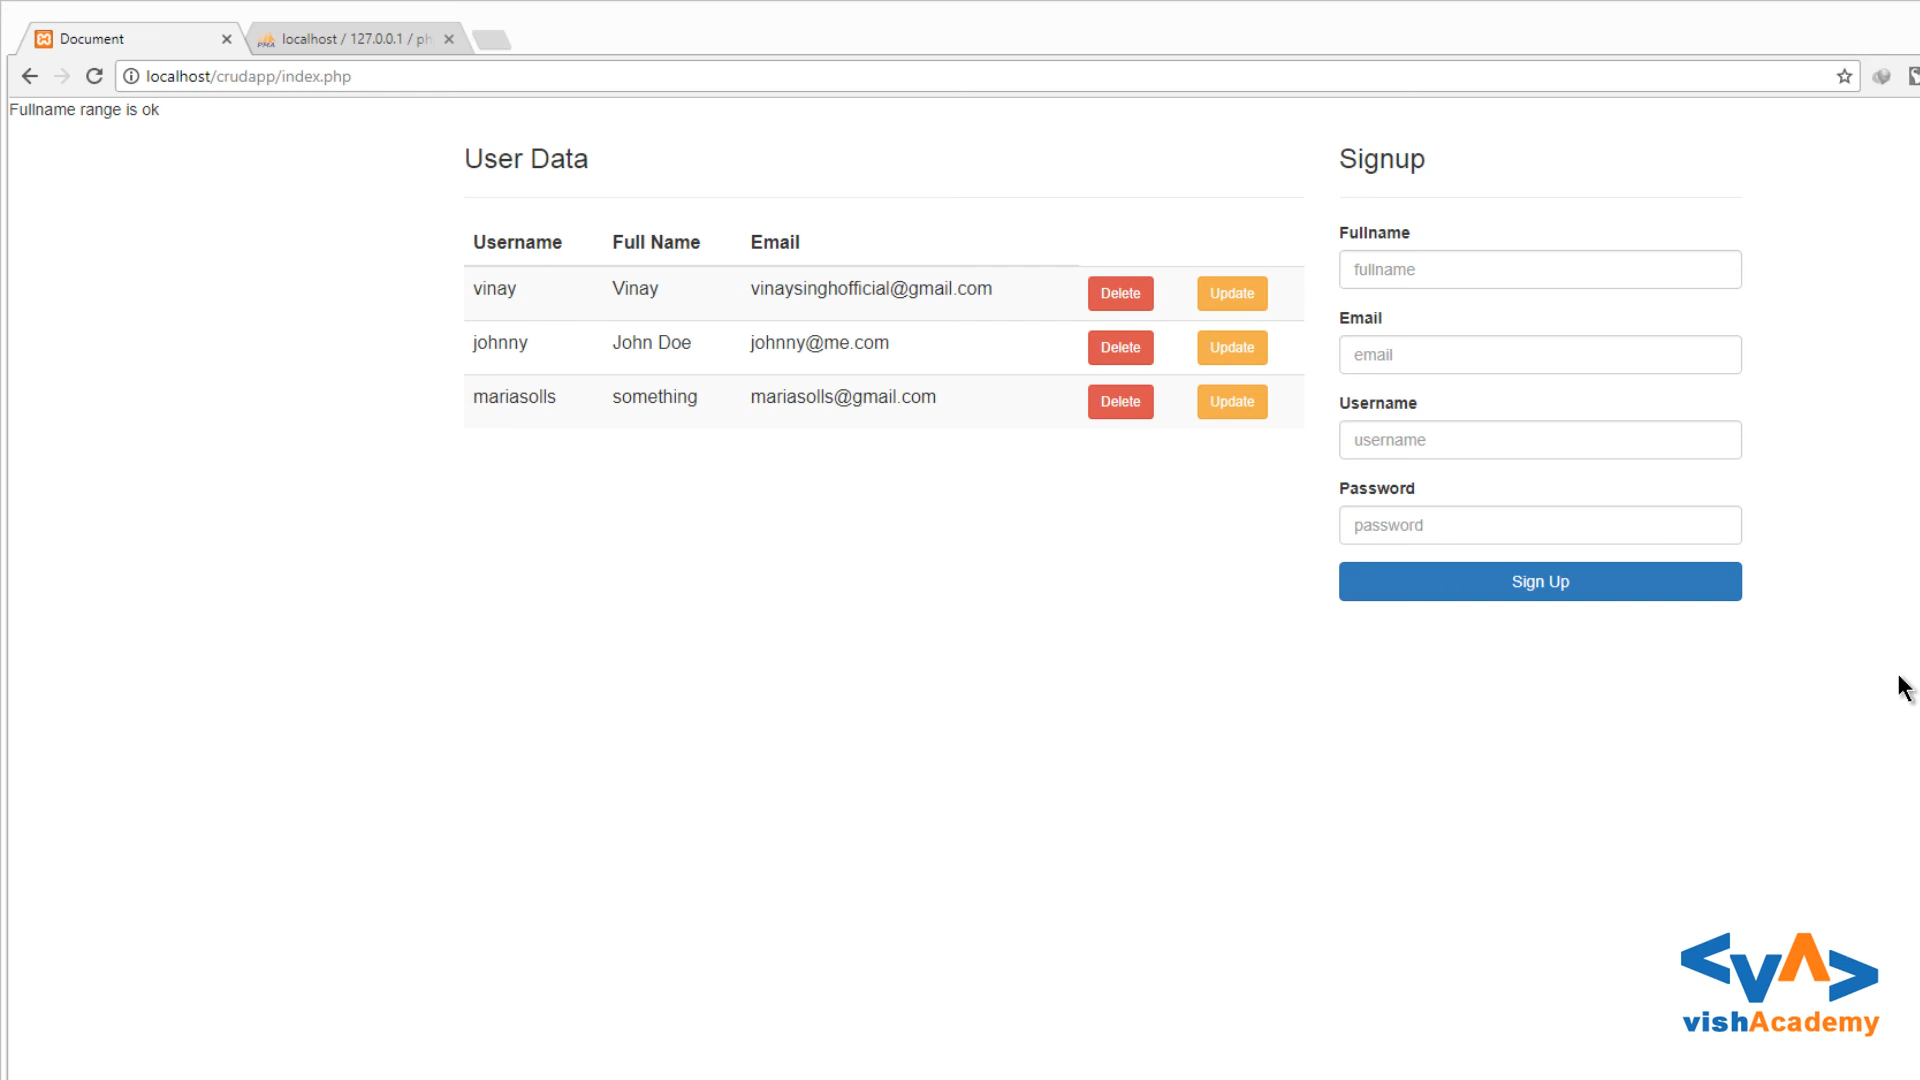 Document
localhost / 127.0.0.1 / ph
localhost/crudapp/index.php
Fullname range is ok
User Data
Username Full Name Email
vinay Vinay vinaysinghofficial@gmail.com Delete Update
johnny John Doe johnny@me.com Delete Update
mariasolls something mariasolls@gmail.com Delete Update
Signup
Fullname
fullname
Email
email
Username
username
Password
password
Sign Up
<VA>
vishAcademy